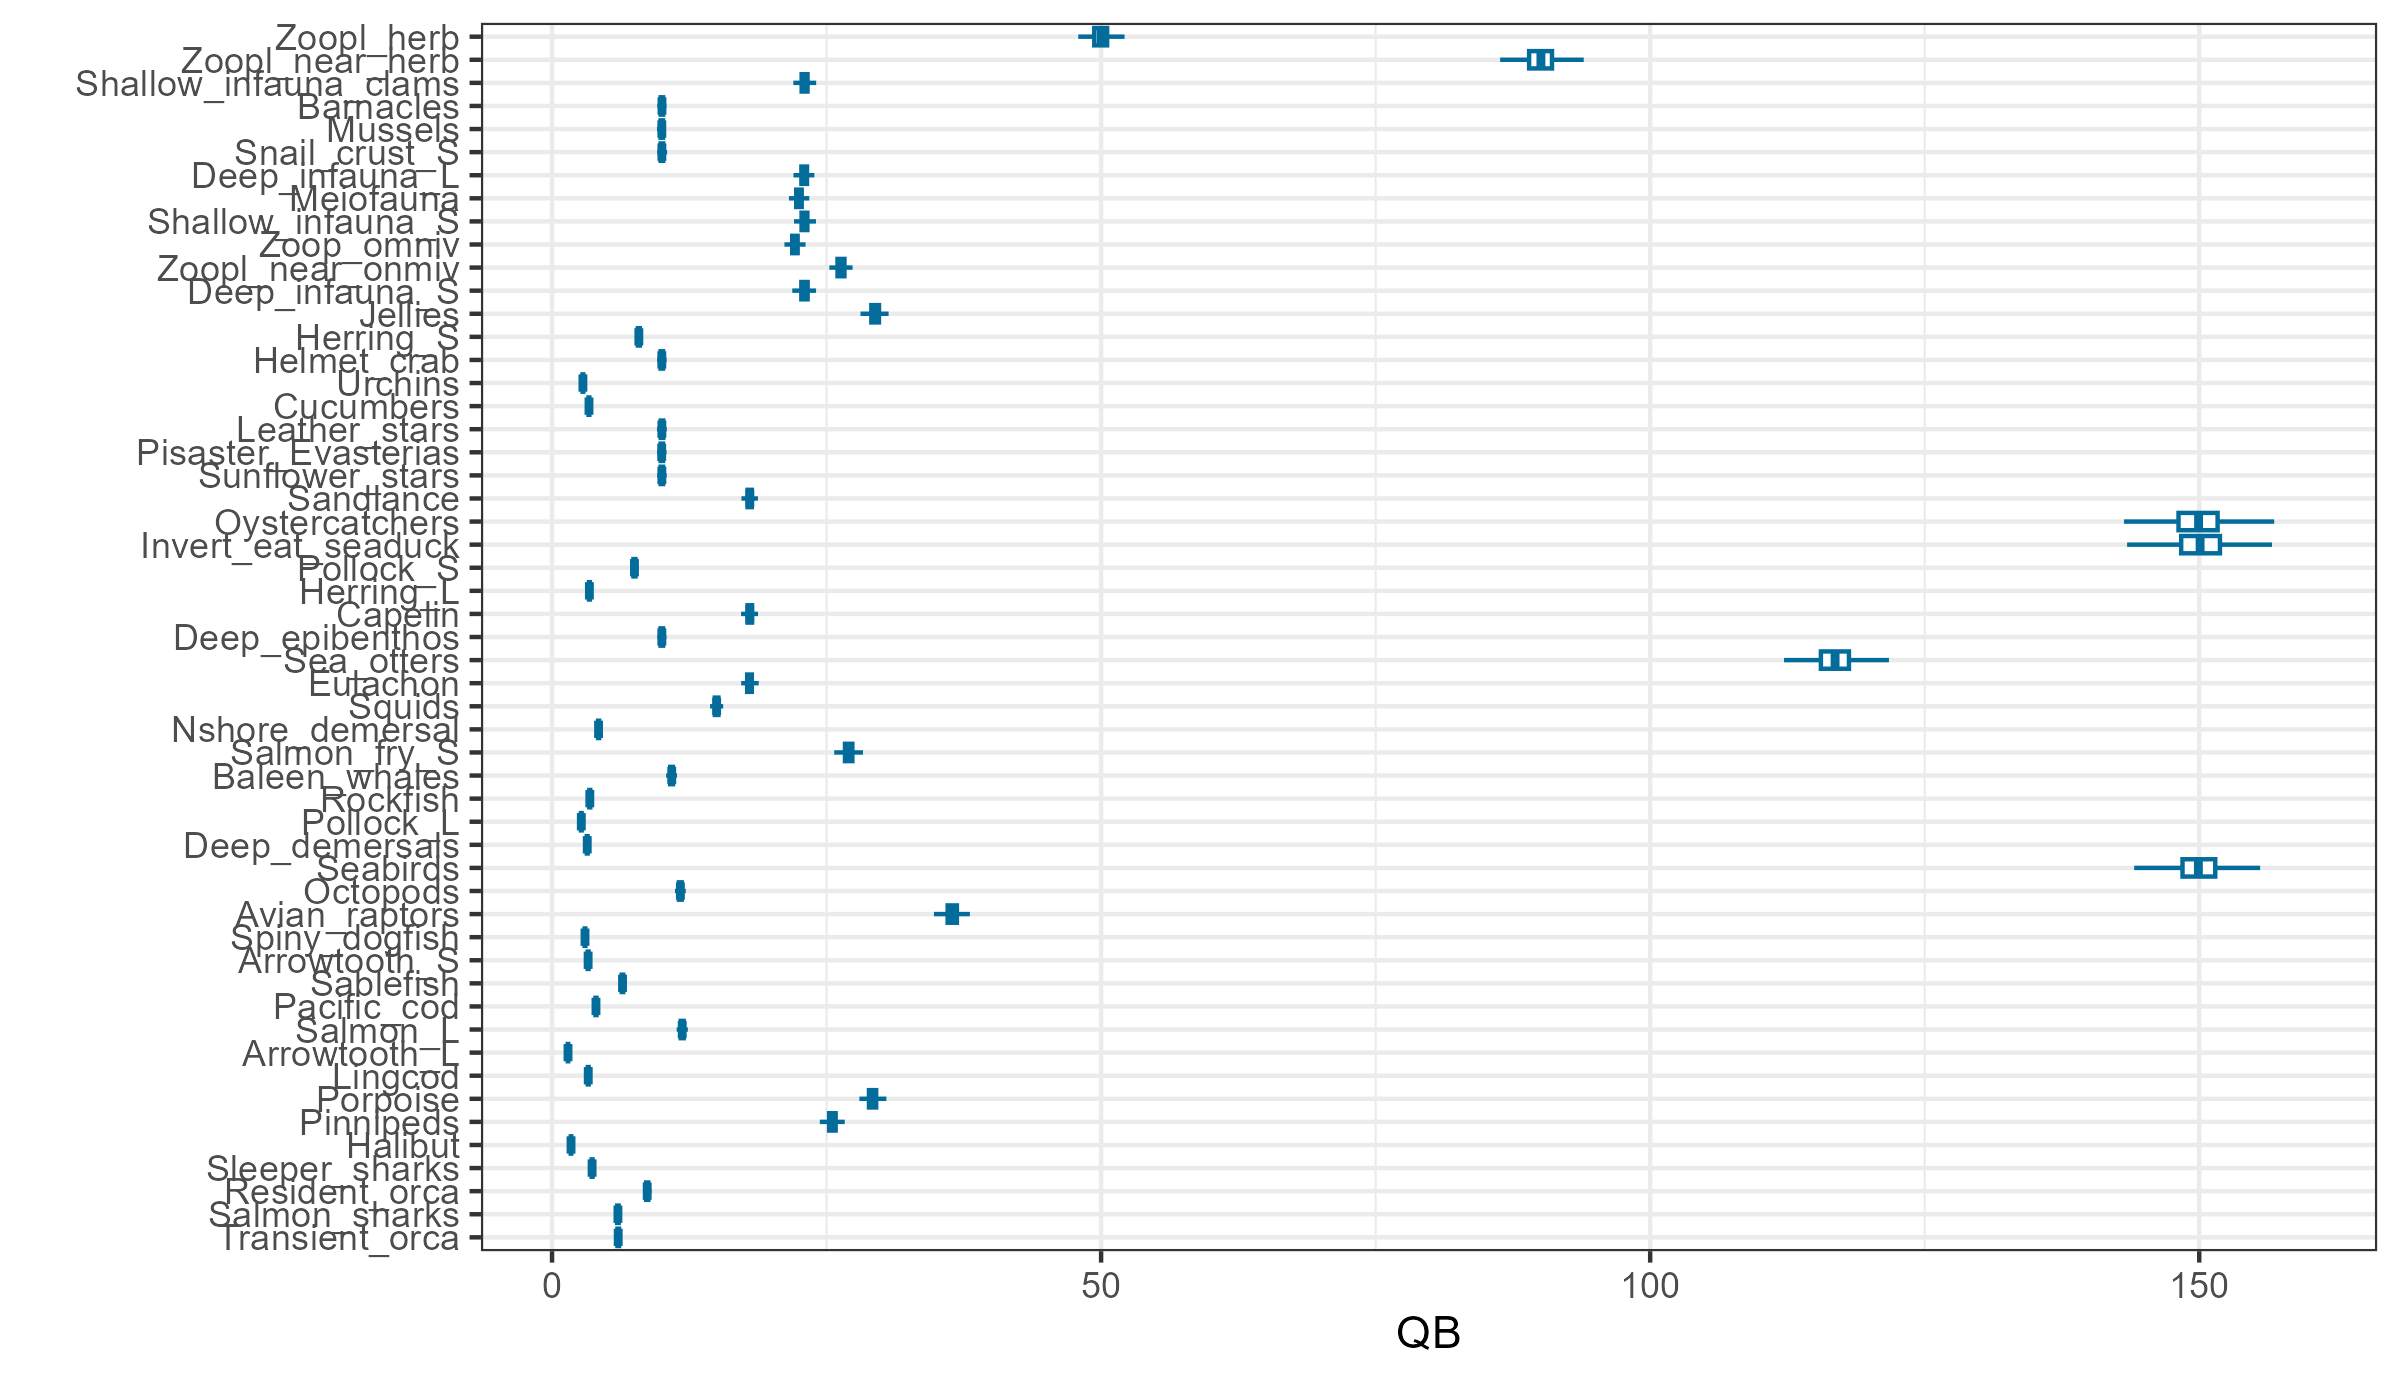 Zoopl_herb
Zoopl_near_herb
Shallow_infauna_clams
Barnacles
Mussels
Snail_crust_S
Deep_infauna_L
Meiofauna
Shallow_infauna_S
Zoop_omniv
Zoopl_near_onmiv
Deep_infauna_S
Jellies
Herring_S
Helmet_crab
Urchins
Cucumbers
Leather_stars
Pisaster_Evasterias
Sunflower_stars
Sandlance
Oystercatchers
Invert_eat_seaduck
Pollock_S
Herring_L
Capelin
Deep_epibenthos
Sea_otters
Eulachon
Squids
Nshore_demersal
Salmon_fry_S
Baleen_whales
Rockfish
Pollock_L
Deep_demersals
Seabirds
Octopods
Avian_raptors
Spiny_dogfish
Arrowtooth_S
Sablefish
Pacific_cod
Salmon_L
Arrowtooth_L
Lingcod
Porpoise
Pinnipeds
Halibut
Sleeper_sharks
Resident_orca
Salmon_sharks
Transient_orca
0 50 100 150
QB